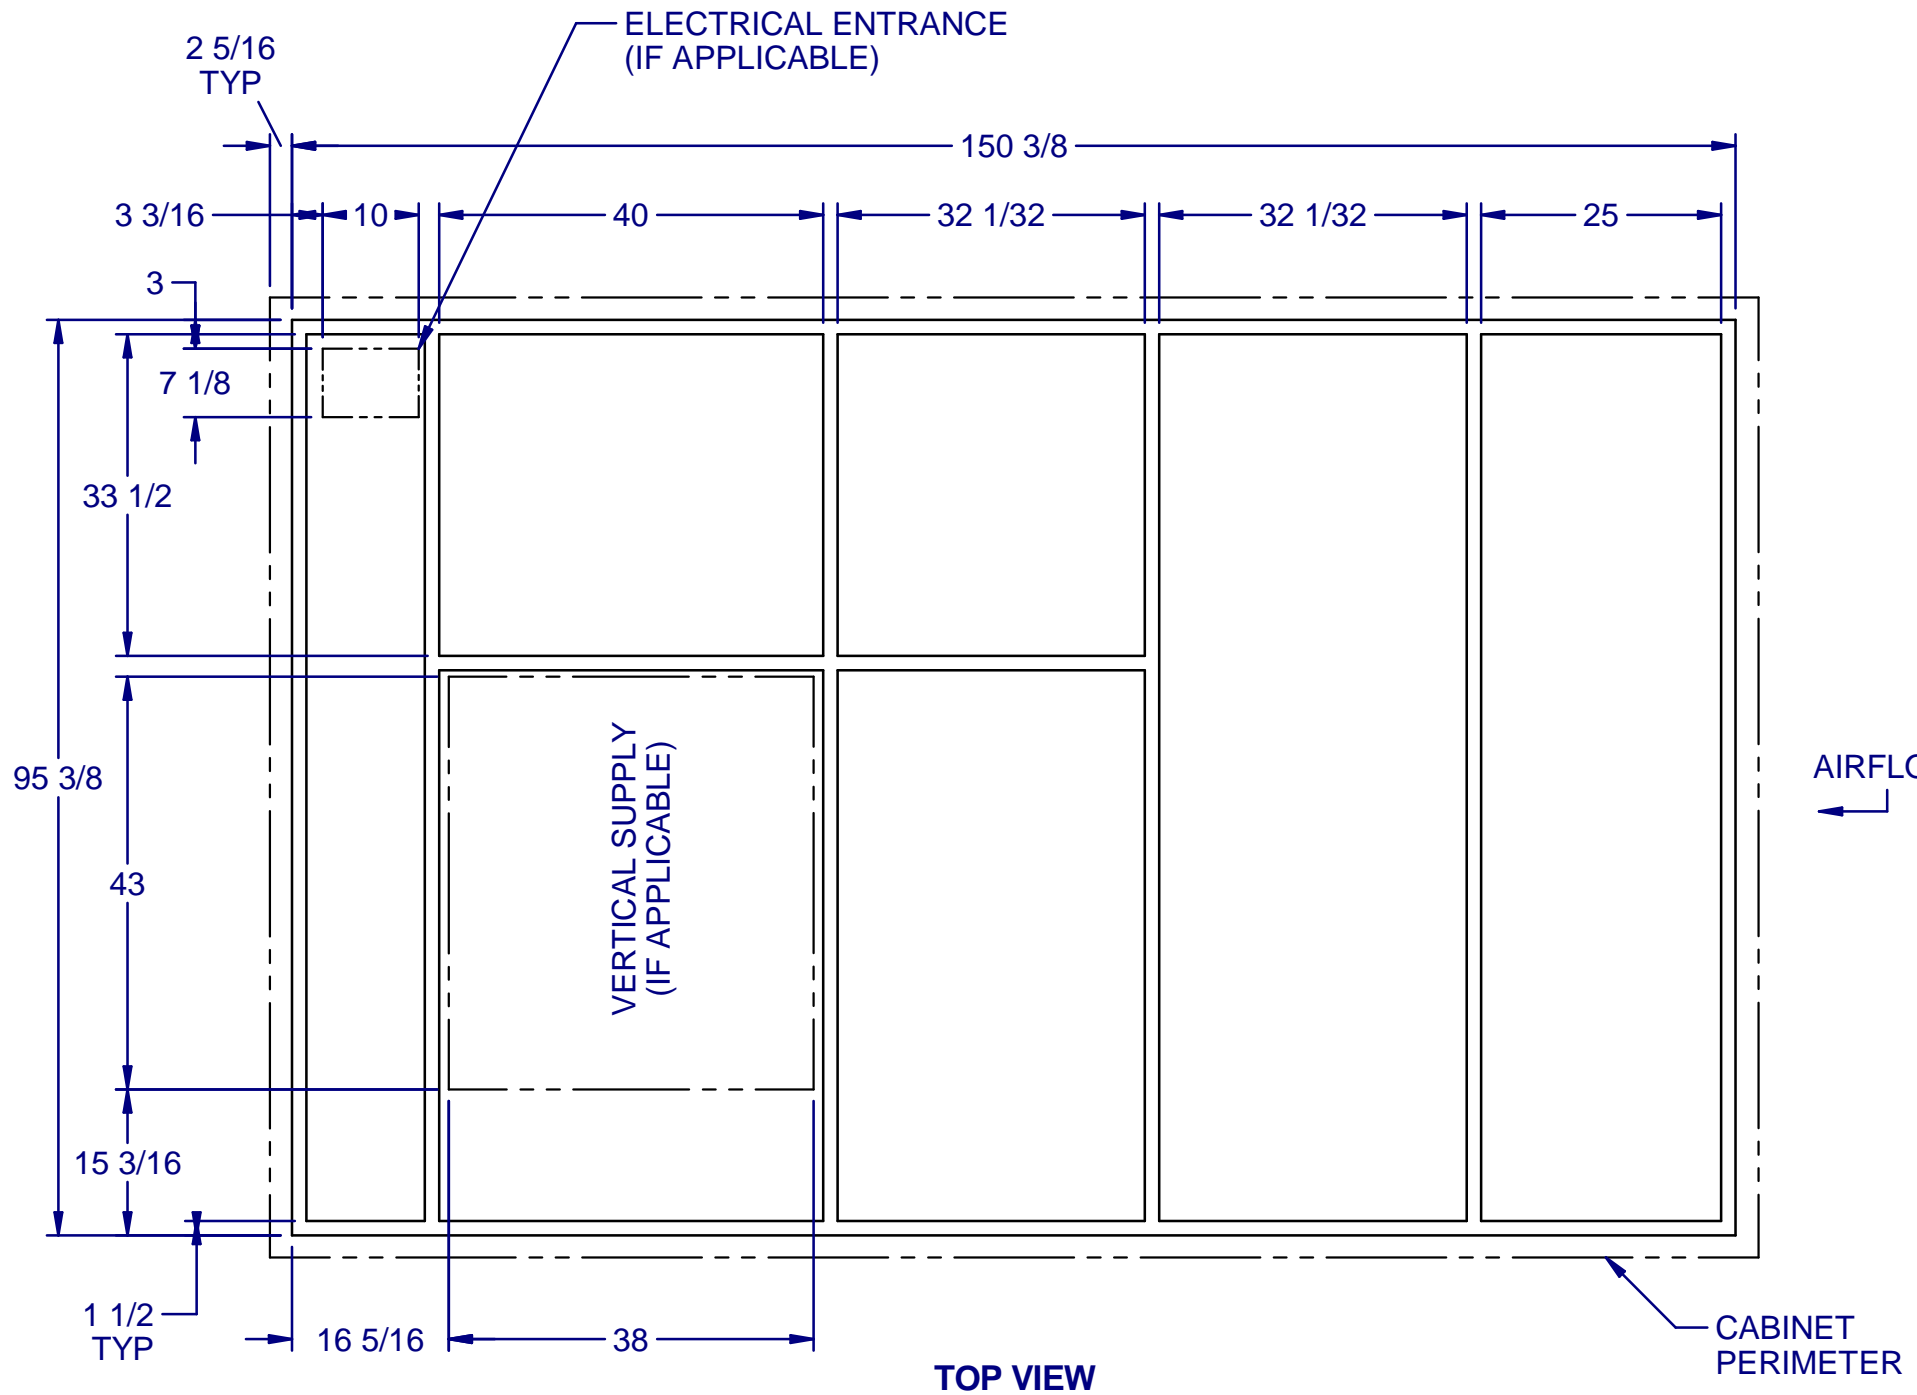 ELECTRICAL ENTRANCE
(IF APPLICABLE)
2 5/16
TYP
150 3/8
3 3/16
10
40
32 1/32
32 1/32
25
3
7 1/8
33 1/2
95 3/8
43
VERTICAL SUPPLY
(IF APPLICABLE)
AIRFLO
15 3/16
1 1/2
TYP
16 5/16
38
CABINET
PERIMETER
TOP VIEW